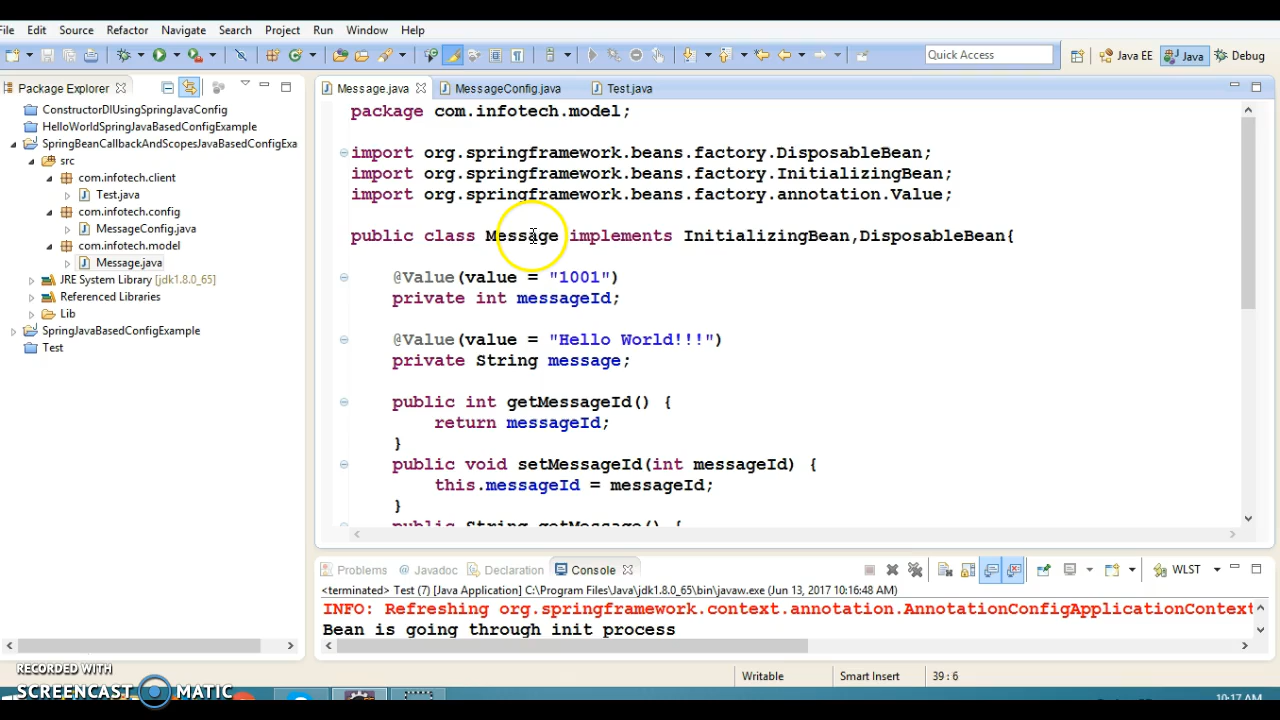 File Edit Source Refactor Navigate Search Project Run Window Help
Quick Access
Java EE
Java
Debug
Package Explorer
ConstructorDIUsingSpringJavaConfig
HelloWorldSpringJavaBasedConfigExample
SpringBeanCallbackAndScopesJavaBasedConfigExa
src
com.infotech.client
Test.java
com.infotech.config
MessageConfig.java
com.infotech.model
Message.java
JRE System Library [jdk1.8.0_65]
Referenced Libraries
Lib
SpringJavaBasedConfigExample
Test
Message.java
MessageConfig.java
Test.java
package com.infotech.model;
import org.springframework.beans.factory.DisposableBean;
import org.springframework.beans.factory.InitializingBean;
import org.springframework.beans.factory.annotation.Value;
public class Message implements InitializingBean,DisposableBean{
@Value(value = "1001")
private int messageId;
@Value(value = "Hello World!!!")
private String message;
public int getMessageId() {
return messageId;
}
public void setMessageId(int messageId) {
this.messageId = messageId;
}
public String getMessage() {
Problems
Javadoc
Declaration
Console
WLST
<terminated> Test (7) [Java Application] C:\Program Files\Java\jdk1.8.0_65\bin\javaw.exe (Jun 13, 2017 10:16:48 AM)
INFO: Refreshing org.springframework.context.annotation.AnnotationConfigApplicationContext
Bean is going through init process
Writable
Smart Insert
39 : 6
RECORDED WITH
SCREENCAST MATIC
10:17 AM